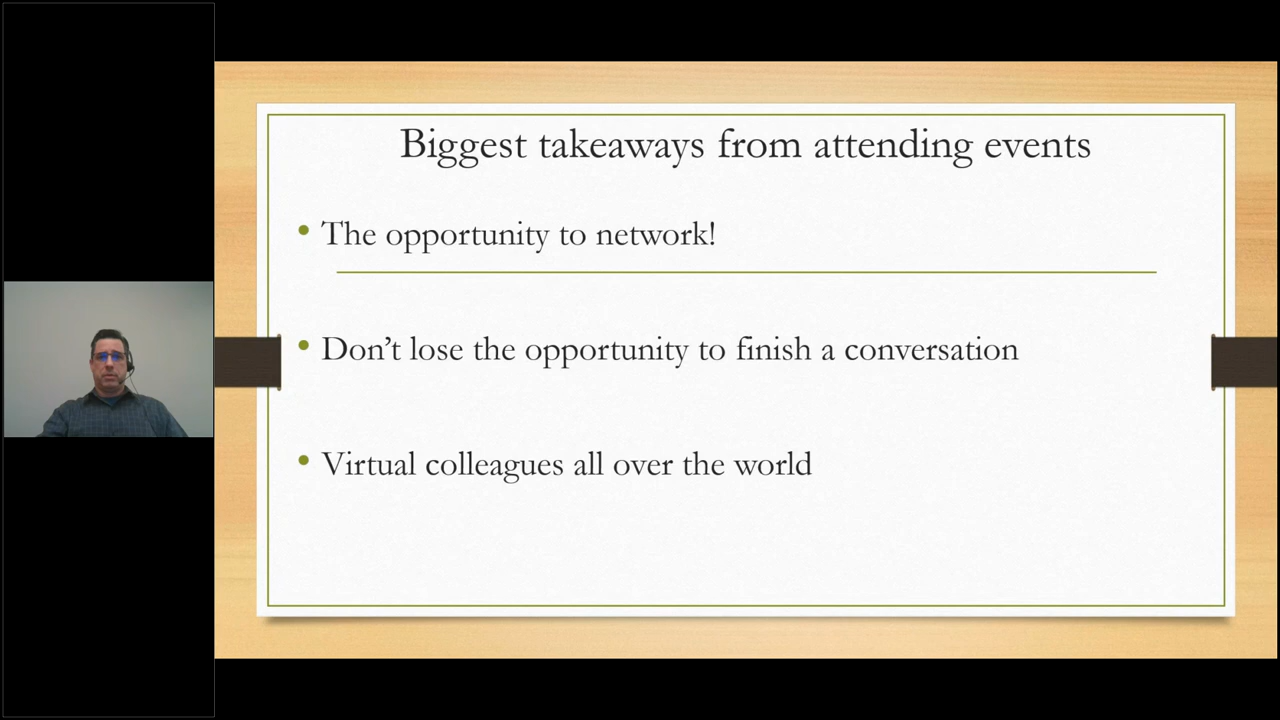 Biggest takeaways from attending events
• The opportunity to network!
• Don’t lose the opportunity to finish a conversation
• Virtual colleagues all over the world